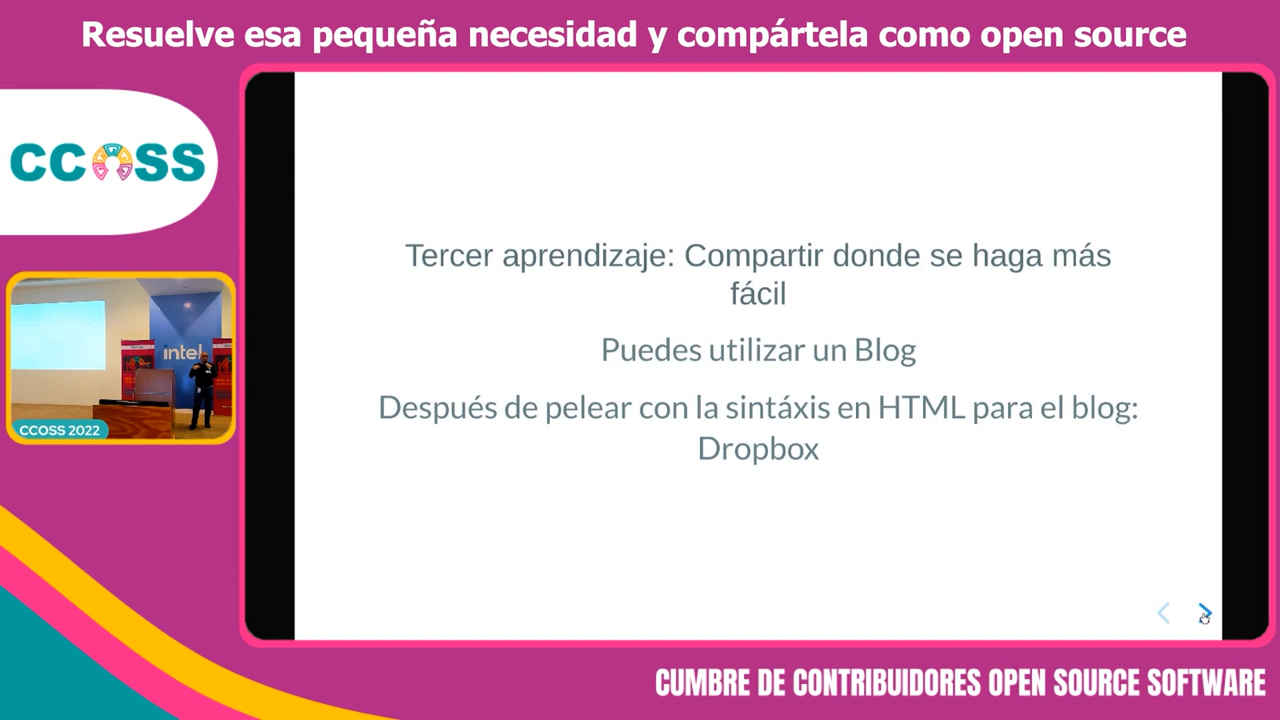 Resuelve esa pequeña necesidad y compártela como open source
CCOSS
intel
CCOSS 2022
Tercer aprendizaje: Compartir donde se haga más
fácil
Puedes utilizar un Blog
Después de pelear con la sintáxis en HTML para el blog:
Dropbox
CUMBRE DE CONTRIBUIDORES OPEN SOURCE SOFTWARE